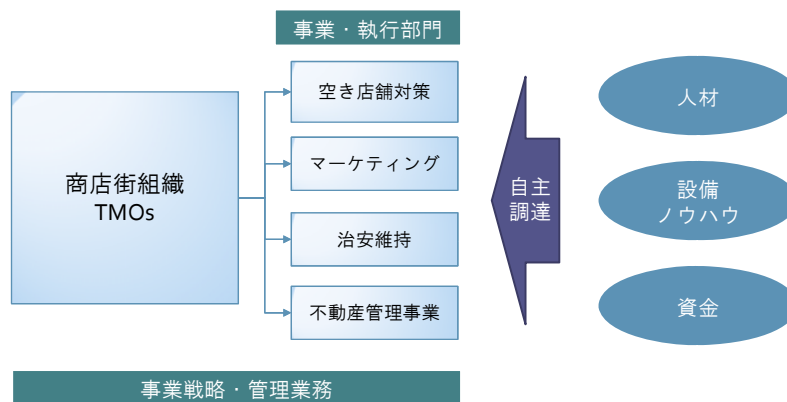 事業・執行部門
商店街組織
TMOs
空き店舗対策
マーケティング
治安維持
不動産管理事業
自主
調達
人材
設備
ノウハウ
資金
事業戦略・管理業務